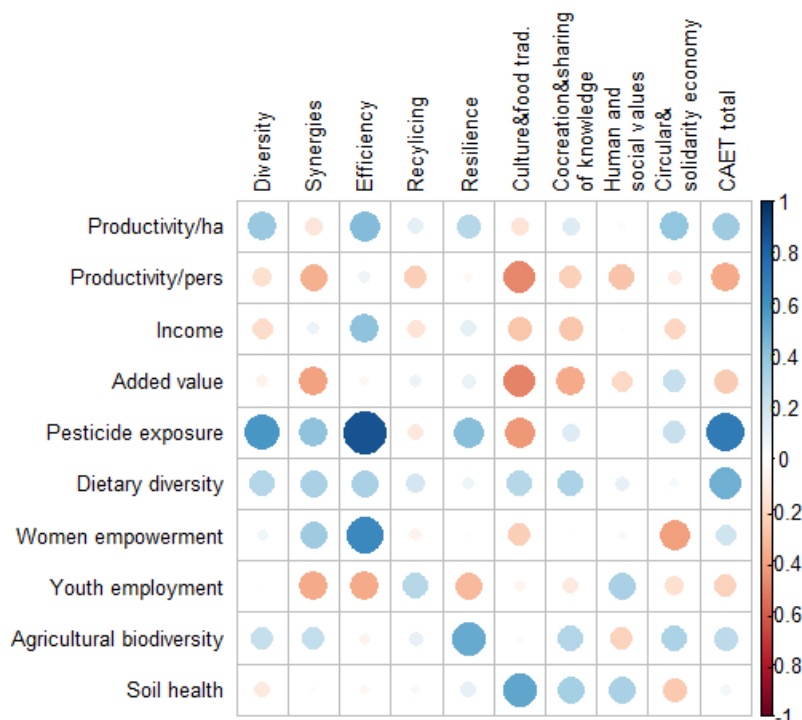 Diversity
Synergies
Efficiency
Recylicing
Resilience
Culture&food trad.
Cocreation&sharing
of knowledge
Human and
social values
Circular&
solidarity economy
CAET total
Productivity/ha
Productivity/pers
Income
Added value
Pesticide exposure
Dietary diversity
Women empowerment
Youth employment
Agricultural biodiversity
Soil health
1
0.8
0.6
0.4
0.2
0
-0.2
-0.4
-0.6
-0.8
-1